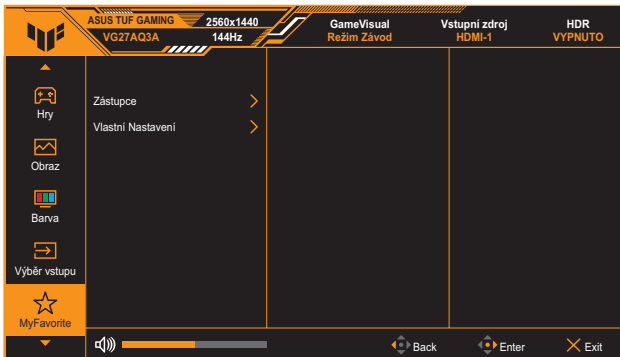 ASUS TUF GAMING 2560x1440 GameVisual Vstupní zdroj HDR
VG27AQ3A 144Hz Režim Závod HDMI-1 VYPNUTO
Hry
Obraz
Barva
Výběr vstupu
MyFavorite
Zástupce
Vlastní Nastavení
Back Enter Exit